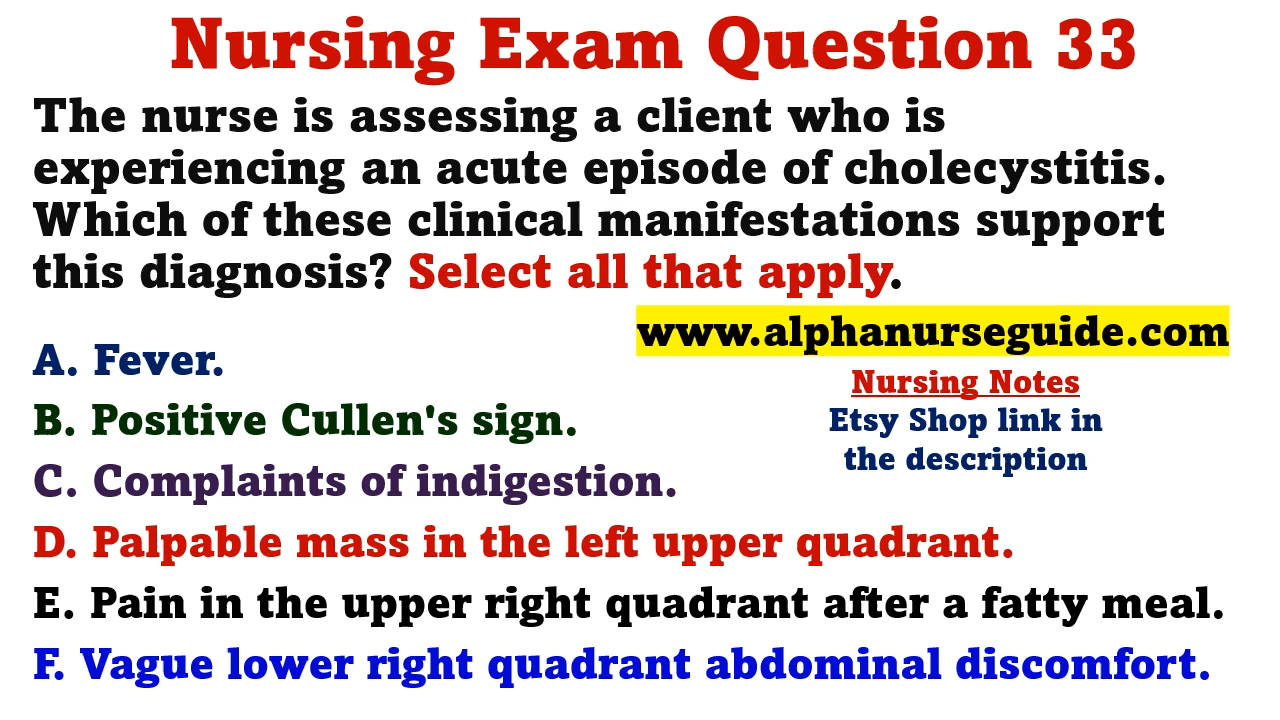 Nursing Exam Question 33
The nurse is assessing a client who is
experiencing an acute episode of cholecystitis.
Which of these clinical manifestations support
this diagnosis? Select all that apply.
www.alphanurseguide.com
Nursing Notes
Etsy Shop link in
the description
A. Fever.
B. Positive Cullen's sign.
C. Complaints of indigestion.
D. Palpable mass in the left upper quadrant.
E. Pain in the upper right quadrant after a fatty meal.
F. Vague lower right quadrant abdominal discomfort.